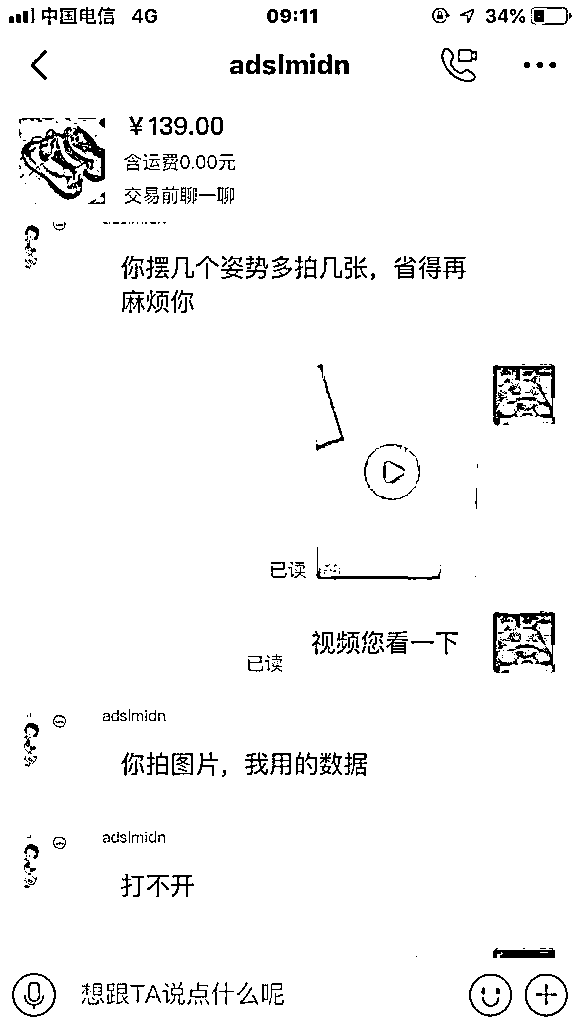 中国电信 4G 09:11 34%
adslmidn
¥139.00
含运费0.00元
交易前聊一聊
你摆几个姿势多拍几张，省得再
麻烦你
已读
视频您看一下
已读
adslmidn
你拍图片，我用的数据
adslmidn
打不开
想跟TA说点什么呢